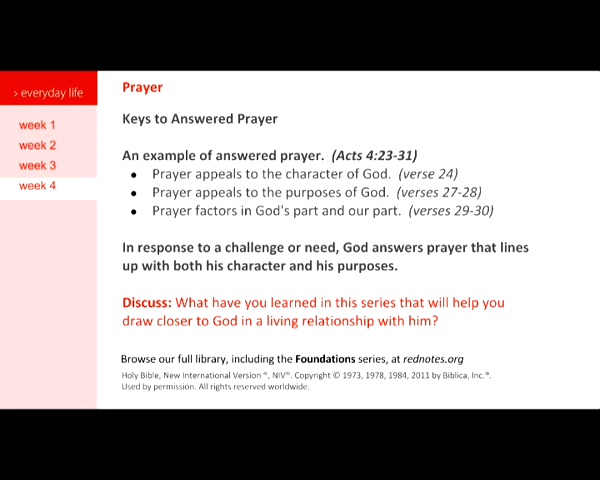 > everyday life
week 1
week 2
week 3
week 4
Prayer
Keys to Answered Prayer
An example of answered prayer. (Acts 4:23-31)
• Prayer appeals to the character of God. (verse 24)
• Prayer appeals to the purposes of God. (verses 27-28)
• Prayer factors in God's part and our part. (verses 29-30)
In response to a challenge or need, God answers prayer that lines
up with both his character and his purposes.
Discuss: What have you learned in this series that will help you
draw closer to God in a living relationship with him?
Browse our full library, including the Foundations series, at rednotes.org
Holy Bible, New International Version®, NIV®. Copyright © 1973, 1978, 1984, 2011 by Biblica, Inc.®.
Used by permission. All rights reserved worldwide.